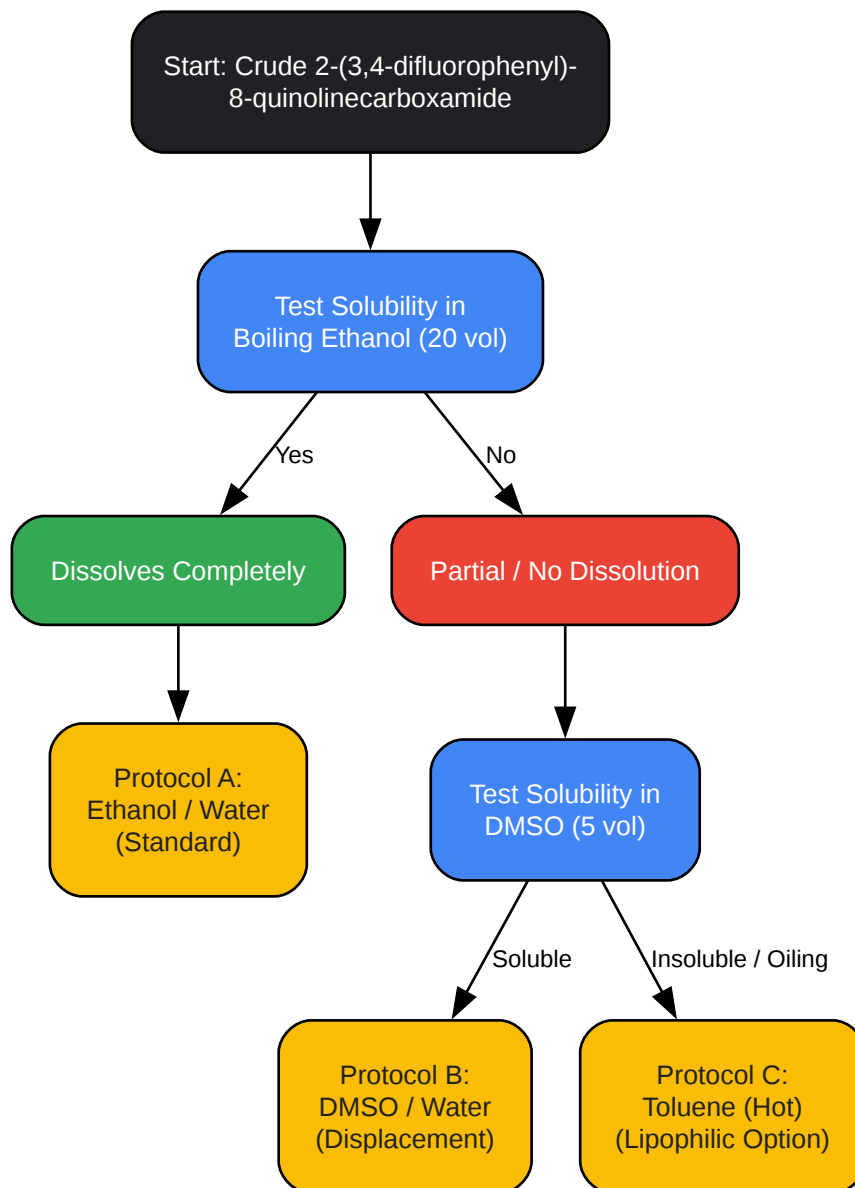 Start: Crude 2-(3,4-difluorophenyl)-
8-quinolinecarboxamide
Test Solubility in
Boiling Ethanol (20 vol)
Yes
No
Dissolves Completely
Partial / No Dissolution
Protocol A:
Ethanol / Water
(Standard)
Test Solubility in
DMSO (5 vol)
Soluble
Insoluble / Oiling
Protocol B:
DMSO / Water
(Displacement)
Protocol C:
Toluene (Hot)
(Lipophilic Option)